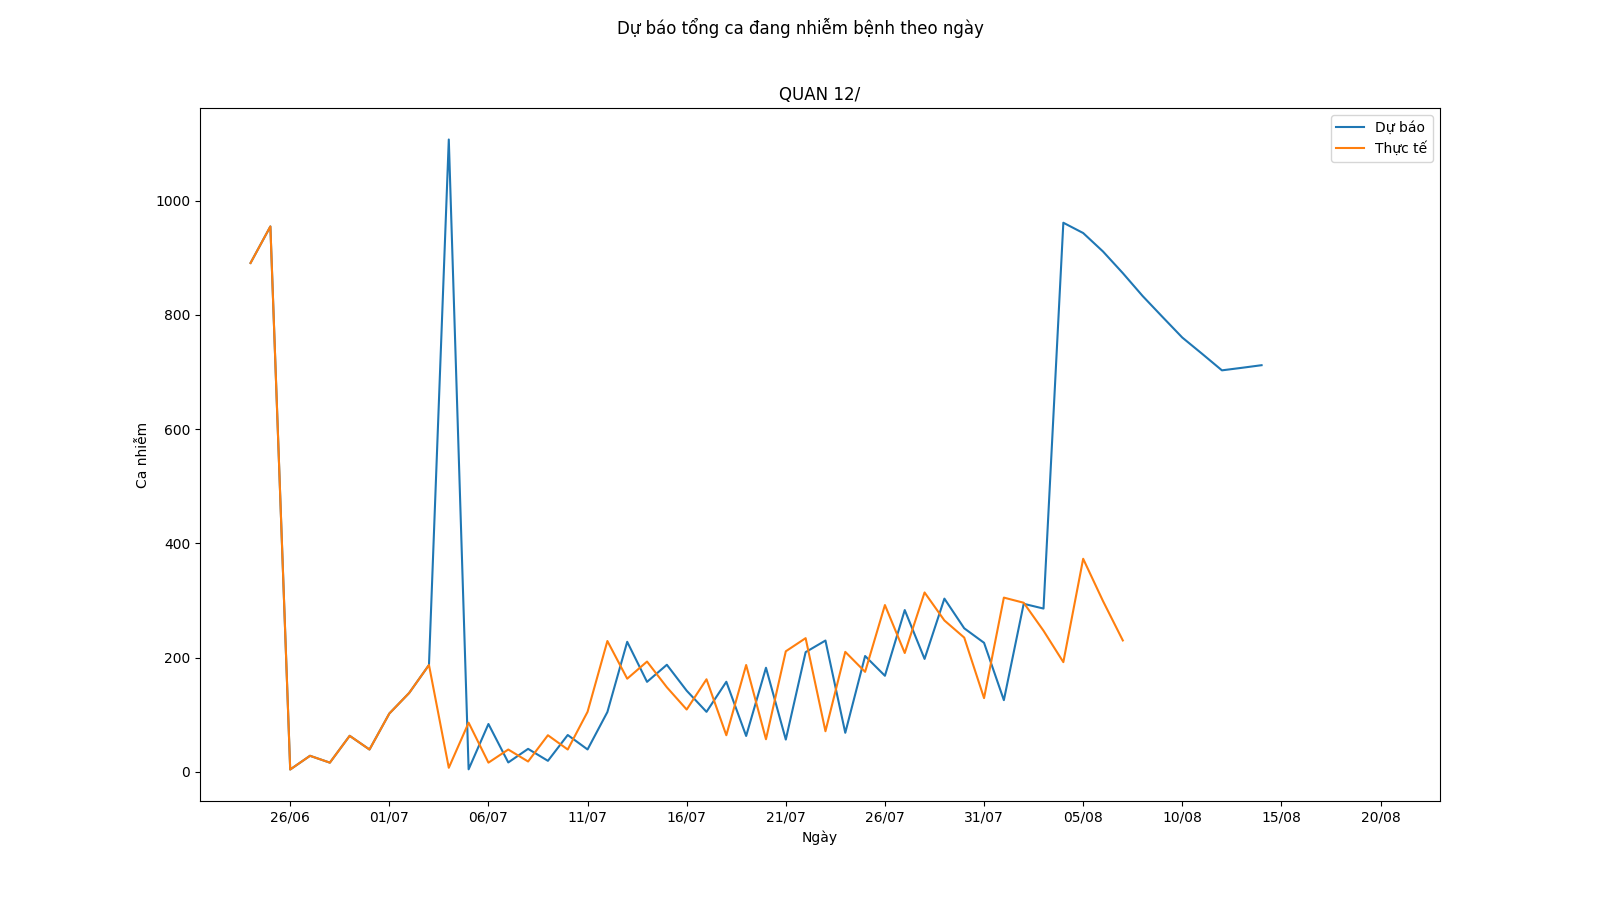 Dự báo tổng ca đang nhiễm bệnh theo ngày
QUAN 12/
Dự báo
Thực tế
Ca nhiễm
1000
800
600
400
200
0
26/06 01/07 06/07 11/07 16/07 21/07 26/07 31/07 05/08 10/08 15/08 20/08
Ngày